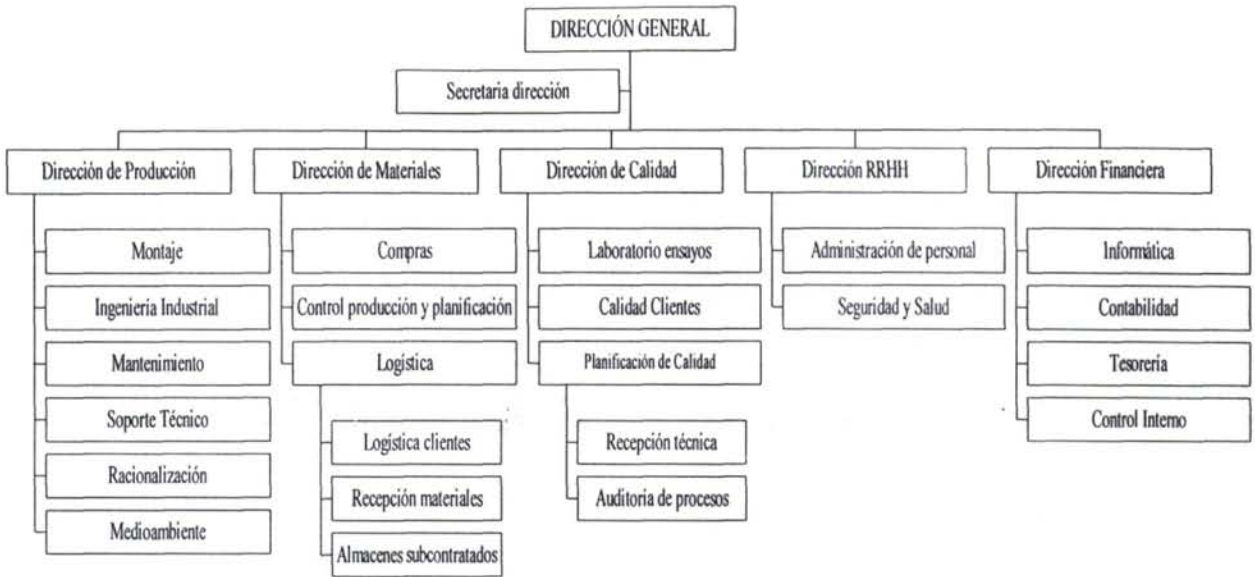 DIRECCIÓN GENERAL
Secretaria dirección
Dirección de Producción
Dirección de Materiales
Dirección de Calidad
Dirección RRHH
Dirección Financiera
Montaje
Ingeniería Industrial
Mantenimiento
Soporte Técnico
Racionalización
Medioambiente
Compras
Control producción y planificación
Logística
Logística clientes
Recepción materiales
Almacenes subcontratados
Laboratorio ensayos
Calidad Clientes
Planificación de Calidad
Recepción técnica
Auditoria de procesos
Administración de personal
Seguridad y Salud
Informática
Contabilidad
Tesorería
Control Interno